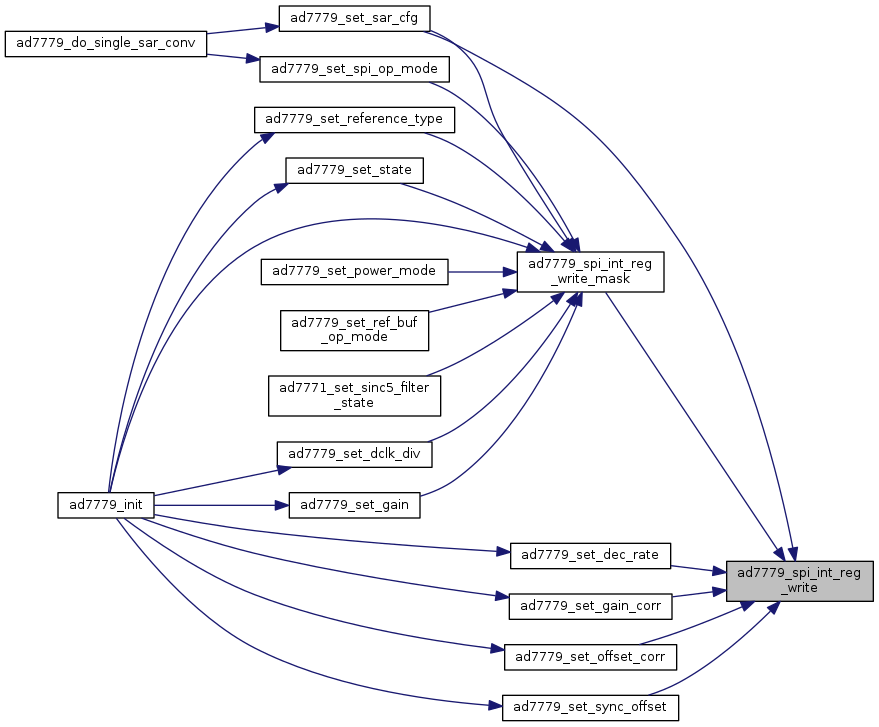 ad7779_set_sar_cfg
ad7779_do_single_sar_conv
ad7779_set_spi_op_mode
ad7779_set_reference_type
ad7779_set_state
ad7779_spi_int_reg
_write_mask
ad7779_set_power_mode
ad7779_set_ref_buf
_op_mode
ad7771_set_sinc5_filter
_state
ad7779_set_dclk_div
ad7779_init
ad7779_set_gain
ad7779_set_dec_rate
ad7779_spi_int_reg
_write
ad7779_set_gain_corr
ad7779_set_offset_corr
ad7779_set_sync_offset